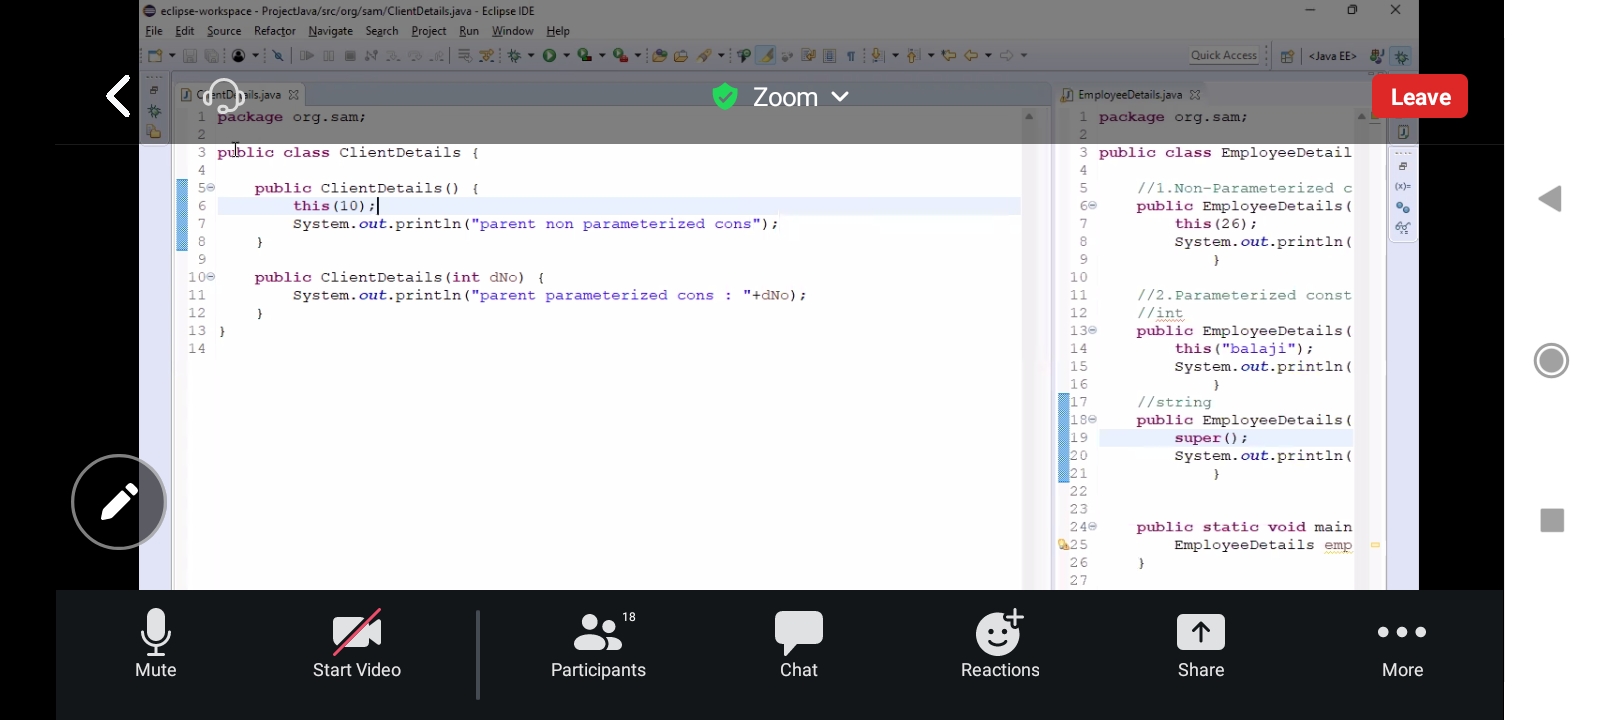 eclipse-workspace - ProjectJava/src/org/sam/ClientDetails.java - Eclipse IDE
File Edit Source Refactor Navigate Search Project Run Window Help
Quick Access <Java EE>
Zoom
Leave
1 package org.sam;
2
3 public class ClientDetails {
4
5 public ClientDetails() {
6 this(10);
7 System.out.println("parent non parameterized cons");
8 }
9
10 public ClientDetails(int dNo) {
11 System.out.println("parent parameterized cons : "+dNo);
12 }
13 }
14
EmployeeDetails.java
1 package org.sam;
2
3 public class EmployeeDetail
4
5 //1.Non-Parameterized c
6 public EmployeeDetails(
7 this(26);
8 System.out.println(
9 }
10
11 //2.Parameterized const
12 //int
13 public EmployeeDetails(
14 this("balaji");
15 System.out.println(
16 }
17 //string
18 public EmployeeDetails(
19 super();
20 System.out.println(
21 }
22
23
24 public static void main
25 EmployeeDetails emp
26 }
27
18
Mute Start Video Participants Chat Reactions Share More